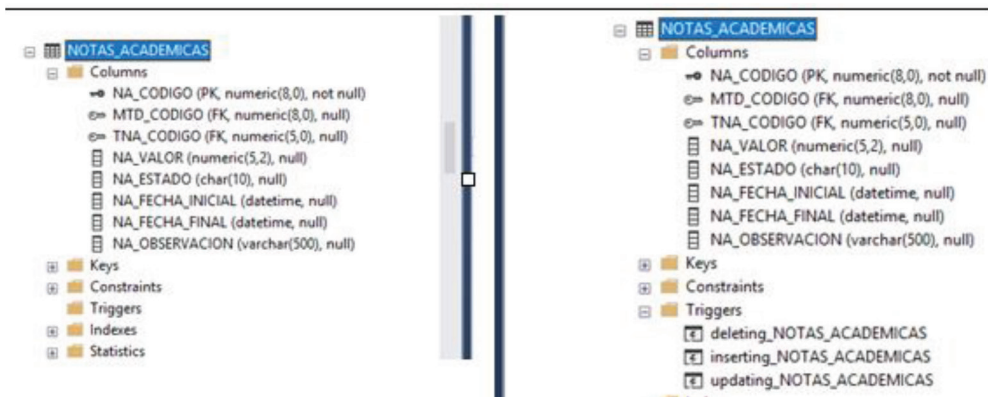 NOTAS_ACADEMICAS
Columns
NA_CODIGO (PK, numeric(8,0), not null)
MTD_CODIGO (FK, numeric(8,0), null)
TNA_CODIGO (FK, numeric(5,0), null)
NA_VALOR (numeric(5,2), null)
NA_ESTADO (char(10), null)
NA_FECHA_INICIAL (datetime, null)
NA_FECHA_FINAL (datetime, null)
NA_OBSERVACION (varchar(500), null)
Keys
Constraints
Triggers
Indexes
Statistics
NOTAS_ACADEMICAS
Columns
NA_CODIGO (PK, numeric(8,0), not null)
MTD_CODIGO (FK, numeric(8,0), null)
TNA_CODIGO (FK, numeric(5,0), null)
NA_VALOR (numeric(5,2), null)
NA_ESTADO (char(10), null)
NA_FECHA_INICIAL (datetime, null)
NA_FECHA_FINAL (datetime, null)
NA_OBSERVACION (varchar(500), null)
Keys
Constraints
Triggers
deleting_NOTAS_ACADEMICAS
inserting_NOTAS_ACADEMICAS
updating_NOTAS_ACADEMICAS